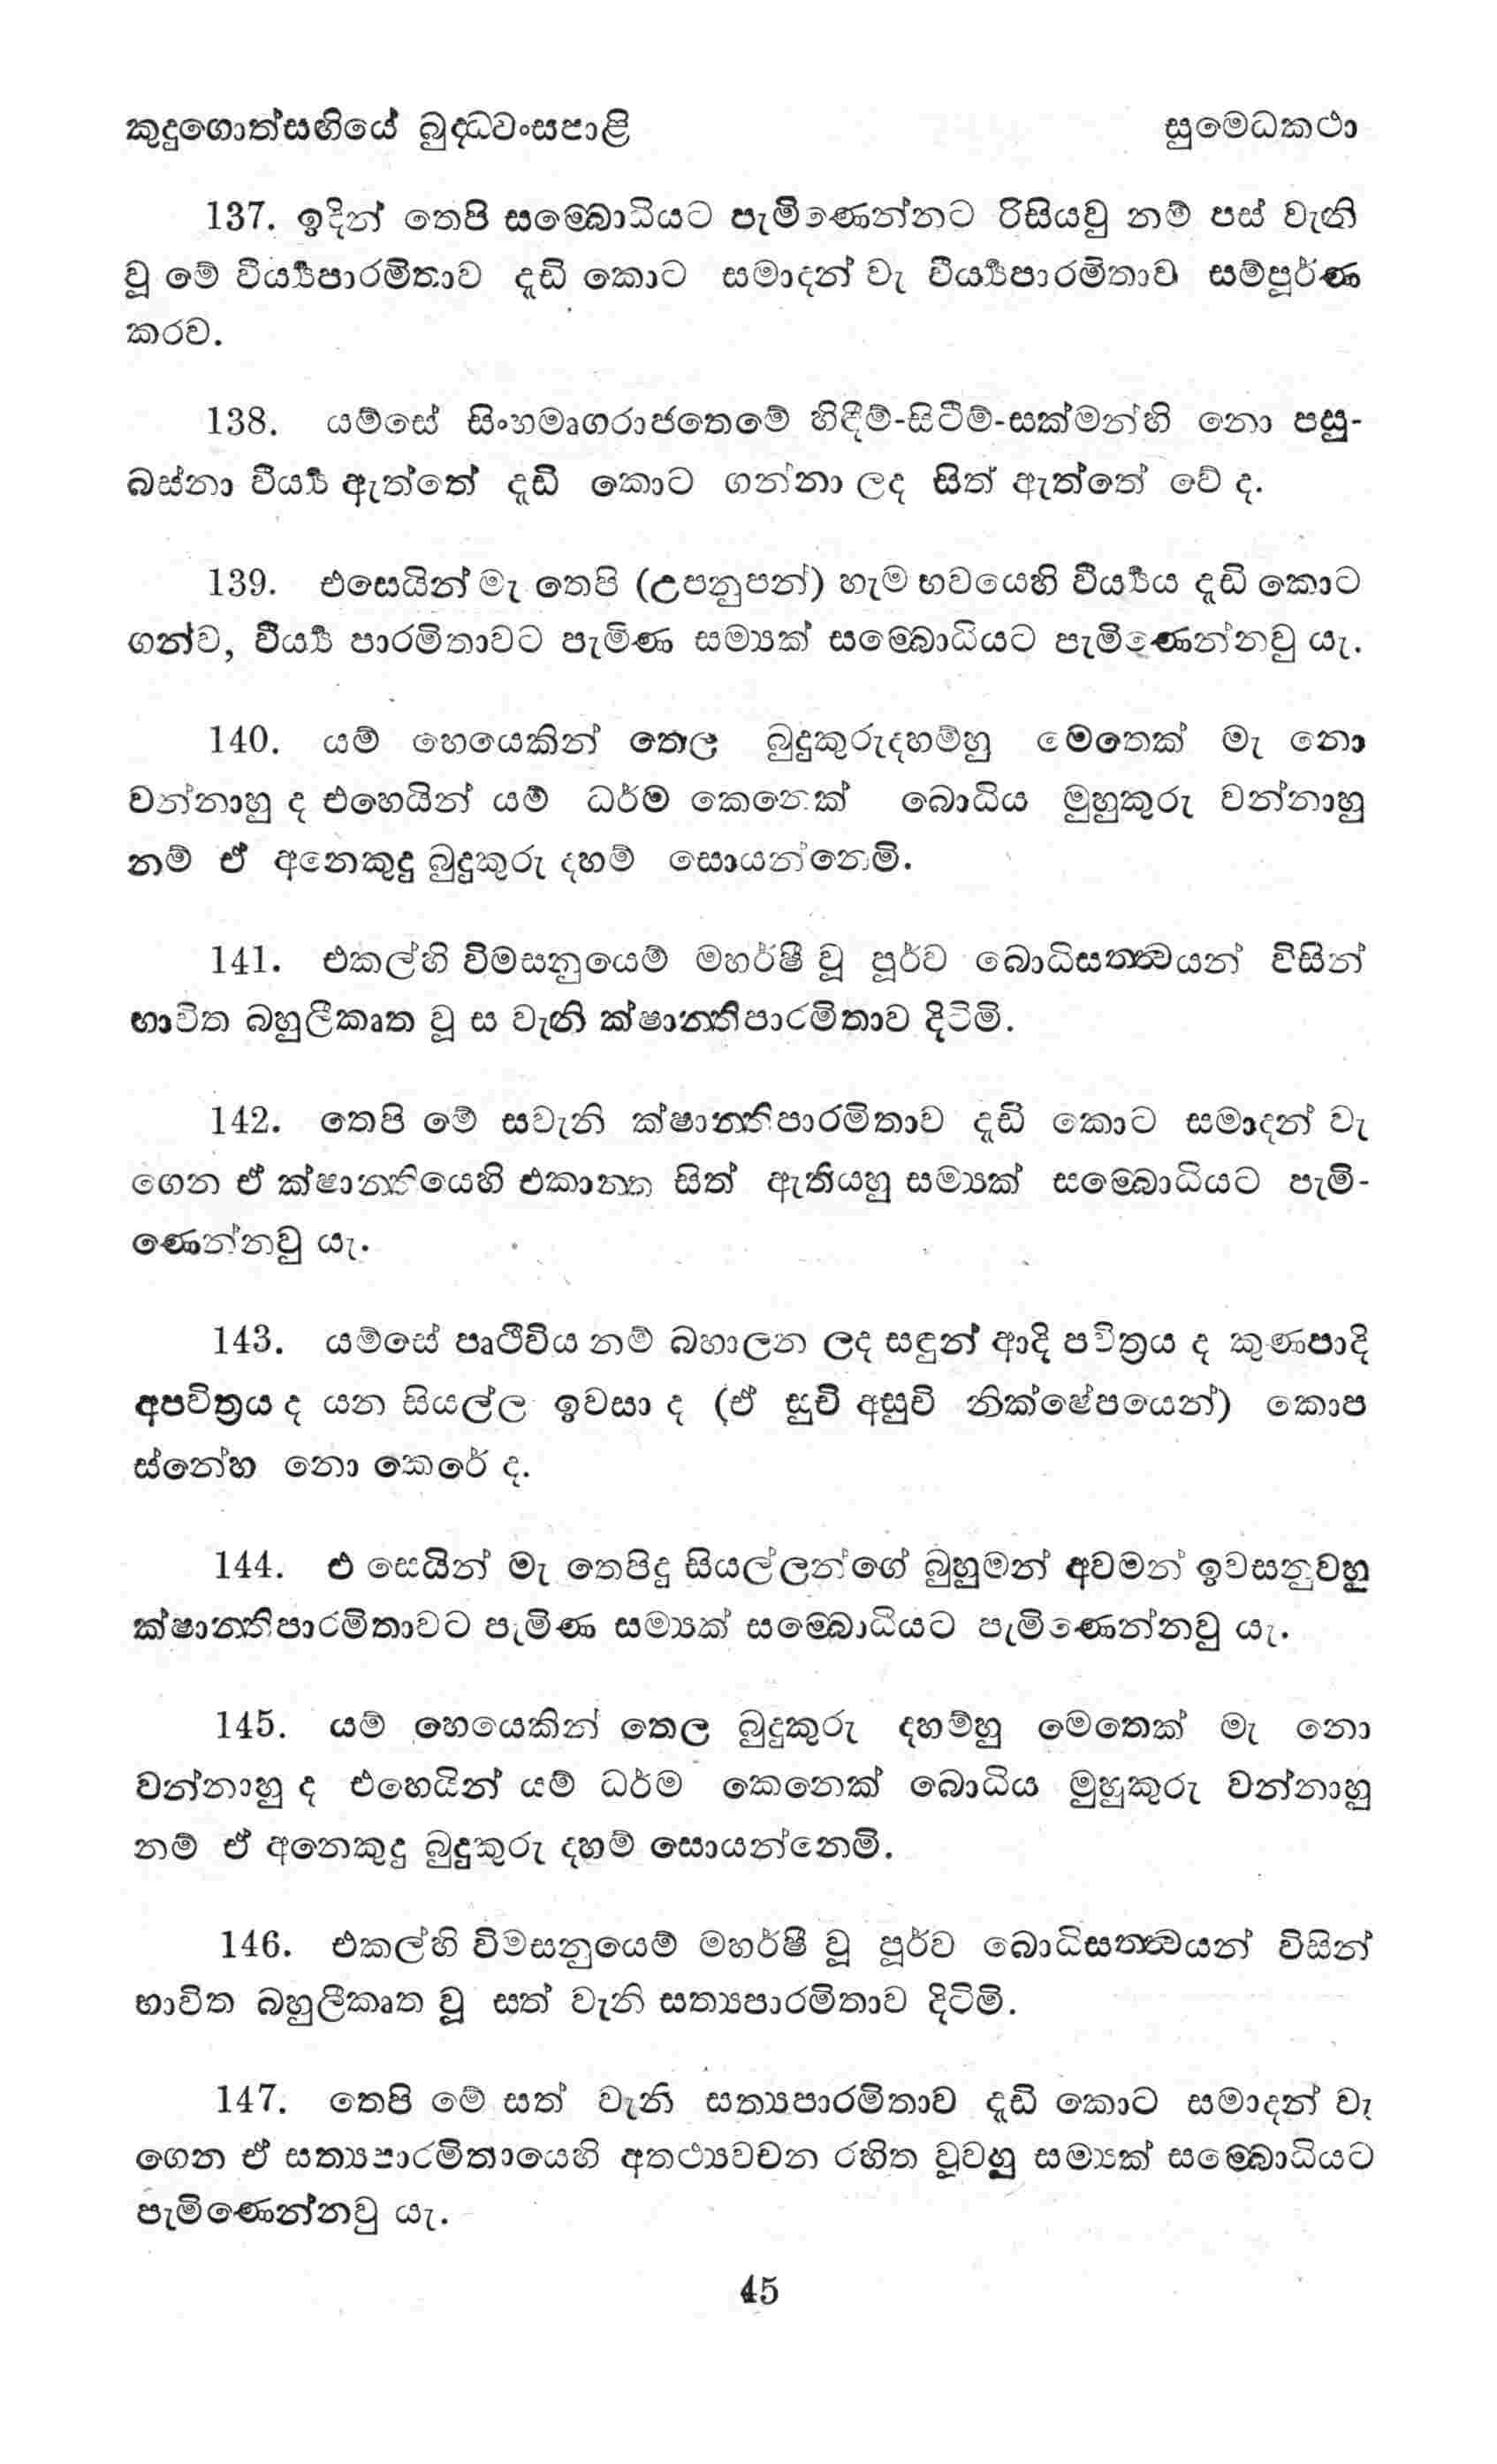 කුදුගොත්සඟියේ බුද්ධවංසපාළි
සුමෙධකථා
137. ඉදින් තෙපි සම්බොධියට පැමිණෙන්නට රිසියවු නම් පස් වැනි
වූ මේ වීර්‍ය්‍යපාරමිතාව දැඩි කොට සමාදන් වැ වීර්‍ය්‍යපාරමිතාව සම්පූර්ණ
කරව.
138. යම්සේ සිංහමෘගරාජතෙමේ හිඳීම්-සිටීම්-සක්මන්හි නො පසු-
බස්නා වීර්‍ය්‍ය ඇත්තේ දැඩි කොට ගන්නා ලද සිත් ඇත්තේ වේ ද.
139. එසෙයින් මැ තෙපි (උපනුපන්) හැම භවයෙහි වීර්‍ය්‍යය දැඩි කොට
ගන්ව, වීර්‍ය්‍ය පාරමිතාවට පැමිණ සම්‍යක් සම්බොධියට පැමිණෙන්නවු යැ.
140. යම් හෙයෙකින් තෙල බුදුකුරුදහම්හු මෙතෙක් මැ නො
වන්නාහු ද එහෙයින් යම් ධර්ම කෙනෙක් බොධිය මුහුකුරු වන්නාහු
නම් ඒ අනෙකුදු බුදුකුරු දහම් සොයන්නෙමි.
141. එකල්හි විමසනුයෙම් මහර්ෂී වූ පූර්ව බොධිසත්ත්වයන් විසින්
භාවිත බහුලීකෘත වූ ස වැනි ක්ෂාන්තිපාරමිතාව දිටිමි.
142. තෙපි මේ සවැනි ක්ෂාන්තිපාරමිතාව දැඩි කොට සමාදන් වැ
ගෙන ඒ ක්ෂාන්තියෙහි එකාන්ත සිත් ඇතියහු සම්‍යක් සම්බොධියට පැමි-
ණෙන්නවු යැ.
143. යම්සේ පෘථිවිය නම් බහාලන ලද සඳුන් ආදි පවිත්‍රය ද කුණපාදි
අපවිත්‍රය ද යන සියල්ල ඉවසා ද (ඒ සුචි අසුචි නික්ෂේපයෙන්) කොප
ස්නේහ නො කෙරේ ද.
144. එ සෙයින් මැ තෙපිදු සියල්ලන්ගේ බුහුමන් අවමන් ඉවසනුවහු
ක්ෂාන්තිපාරමිතාවට පැමිණ සම්‍යක් සම්බොධියට පැමිණෙන්නවු යැ.
145. යම් හෙයෙකින් තෙල බුදුකුරු දහම්හු මෙතෙක් මැ නො
වන්නාහු ද එහෙයින් යම් ධර්ම කෙනෙක් බොධිය මුහුකුරු වන්නාහු
නම් ඒ අනෙකුදු බුදුකුරු දහම් සොයන්නෙමි.
146. එකල්හි විමසනුයෙම් මහර්ෂී වූ පූර්ව බොධිසත්ත්වයන් විසින්
භාවිත බහුලීකෘත වූ සත් වැනි සත්‍යපාරමිතාව දිටිමි.
147. තෙපි මේ සත් වැනි සත්‍යපාරමිතාව දැඩි කොට සමාදන් වැ
ගෙන ඒ සත්‍යපාරමිතායෙහි අතථ්‍යවචන රහිත වූවහු සම්‍යක් සම්බොධියට
පැමිණෙන්නවු යැ.
45